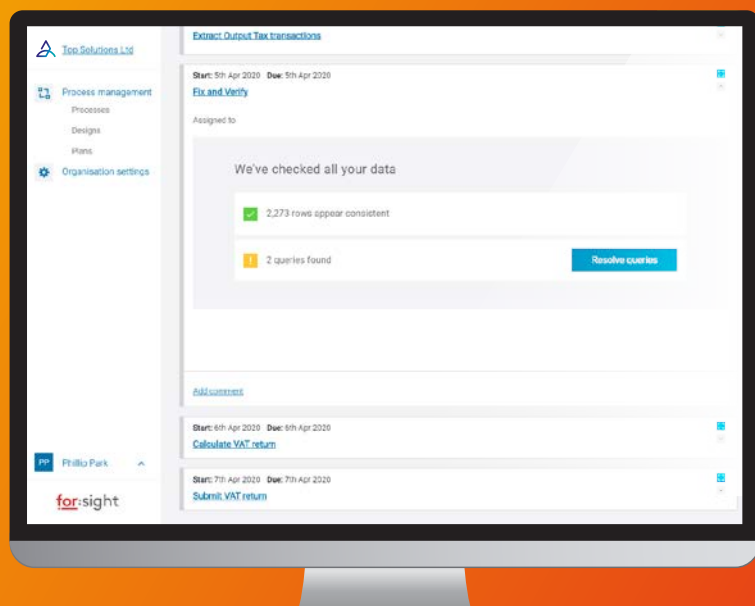 Top Solutions Ltd
Process management
Processes
Designs
Plans
Organisation settings
PP Phillip Park
for:sight
Extract Output Tax transactions
Start: 5th Apr 2020 Due: 5th Apr 2020
Fix and Verify
Assigned to
We've checked all your data
2,273 rows appear consistent
! 2 queries found
Resolve queries
Add comment
Start: 6th Apr 2020 Due: 6th Apr 2020
Calculate VAT return
Start: 7th Apr 2020 Due: 7th Apr 2020
Submit VAT return